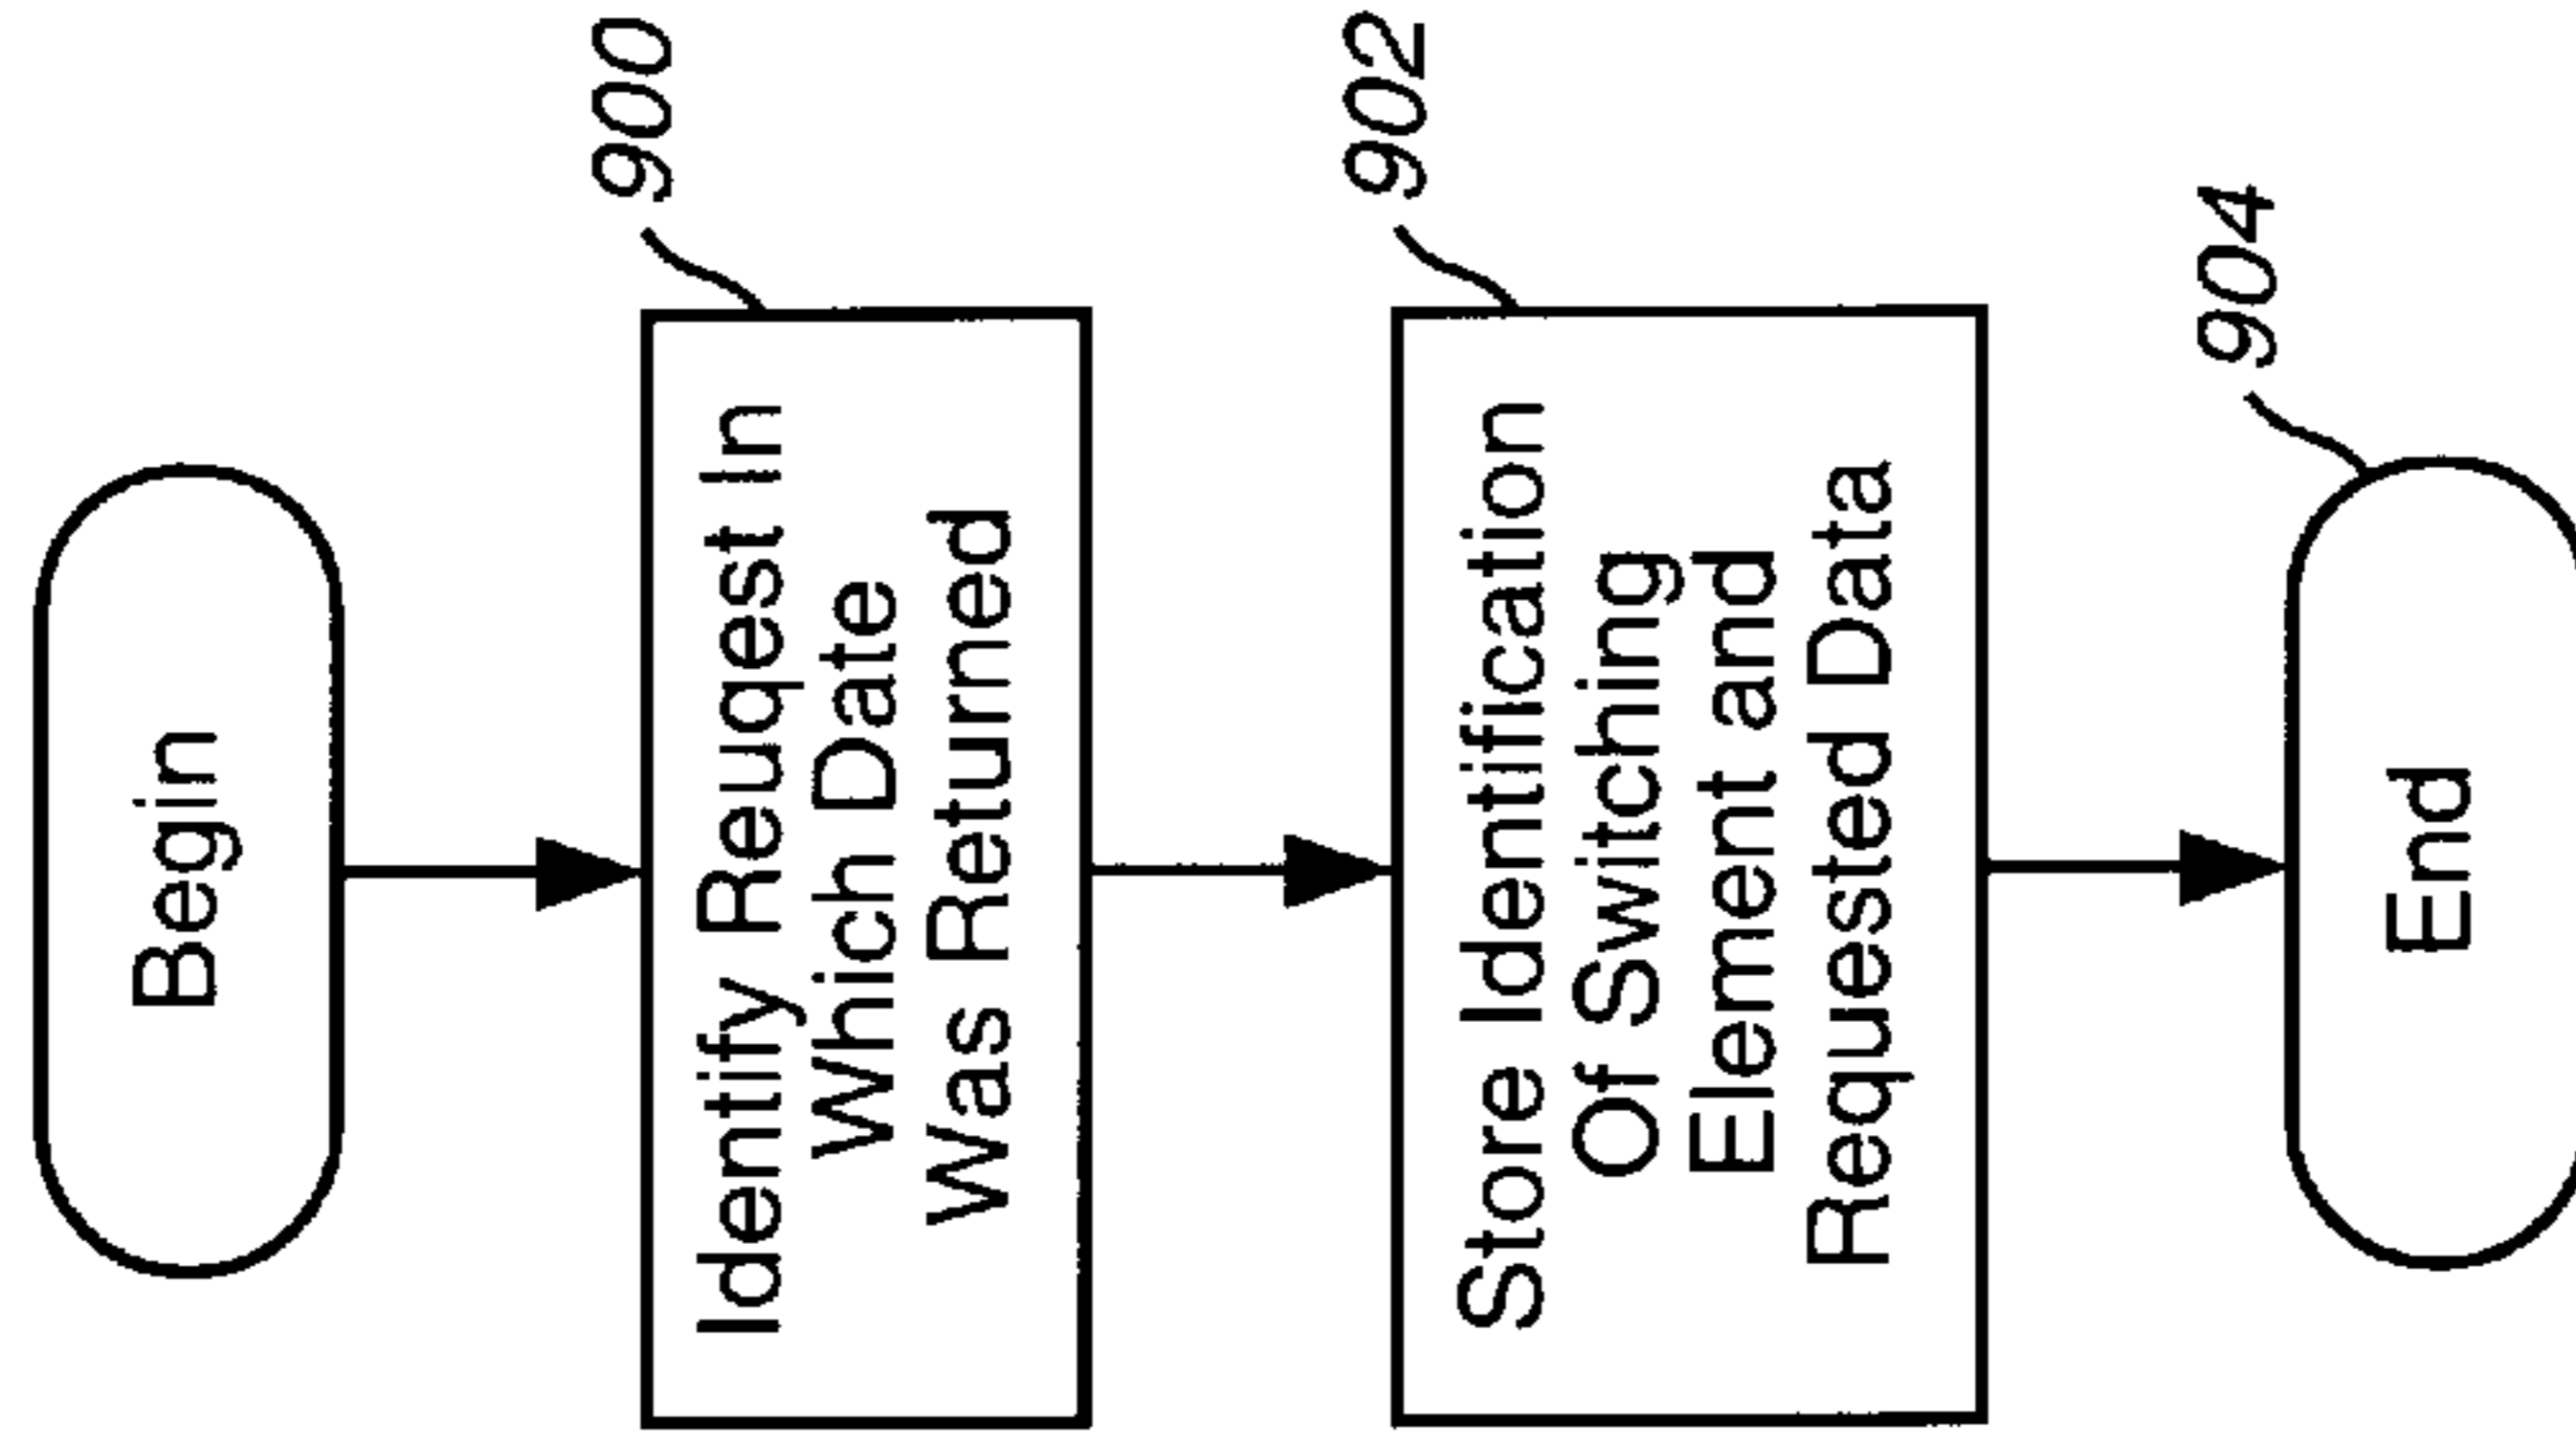 Begin
900
Identify Reuqest In
Which Date
Was Returned
902
Store Identification
Of Switching
Element and
Requested Data
904
End